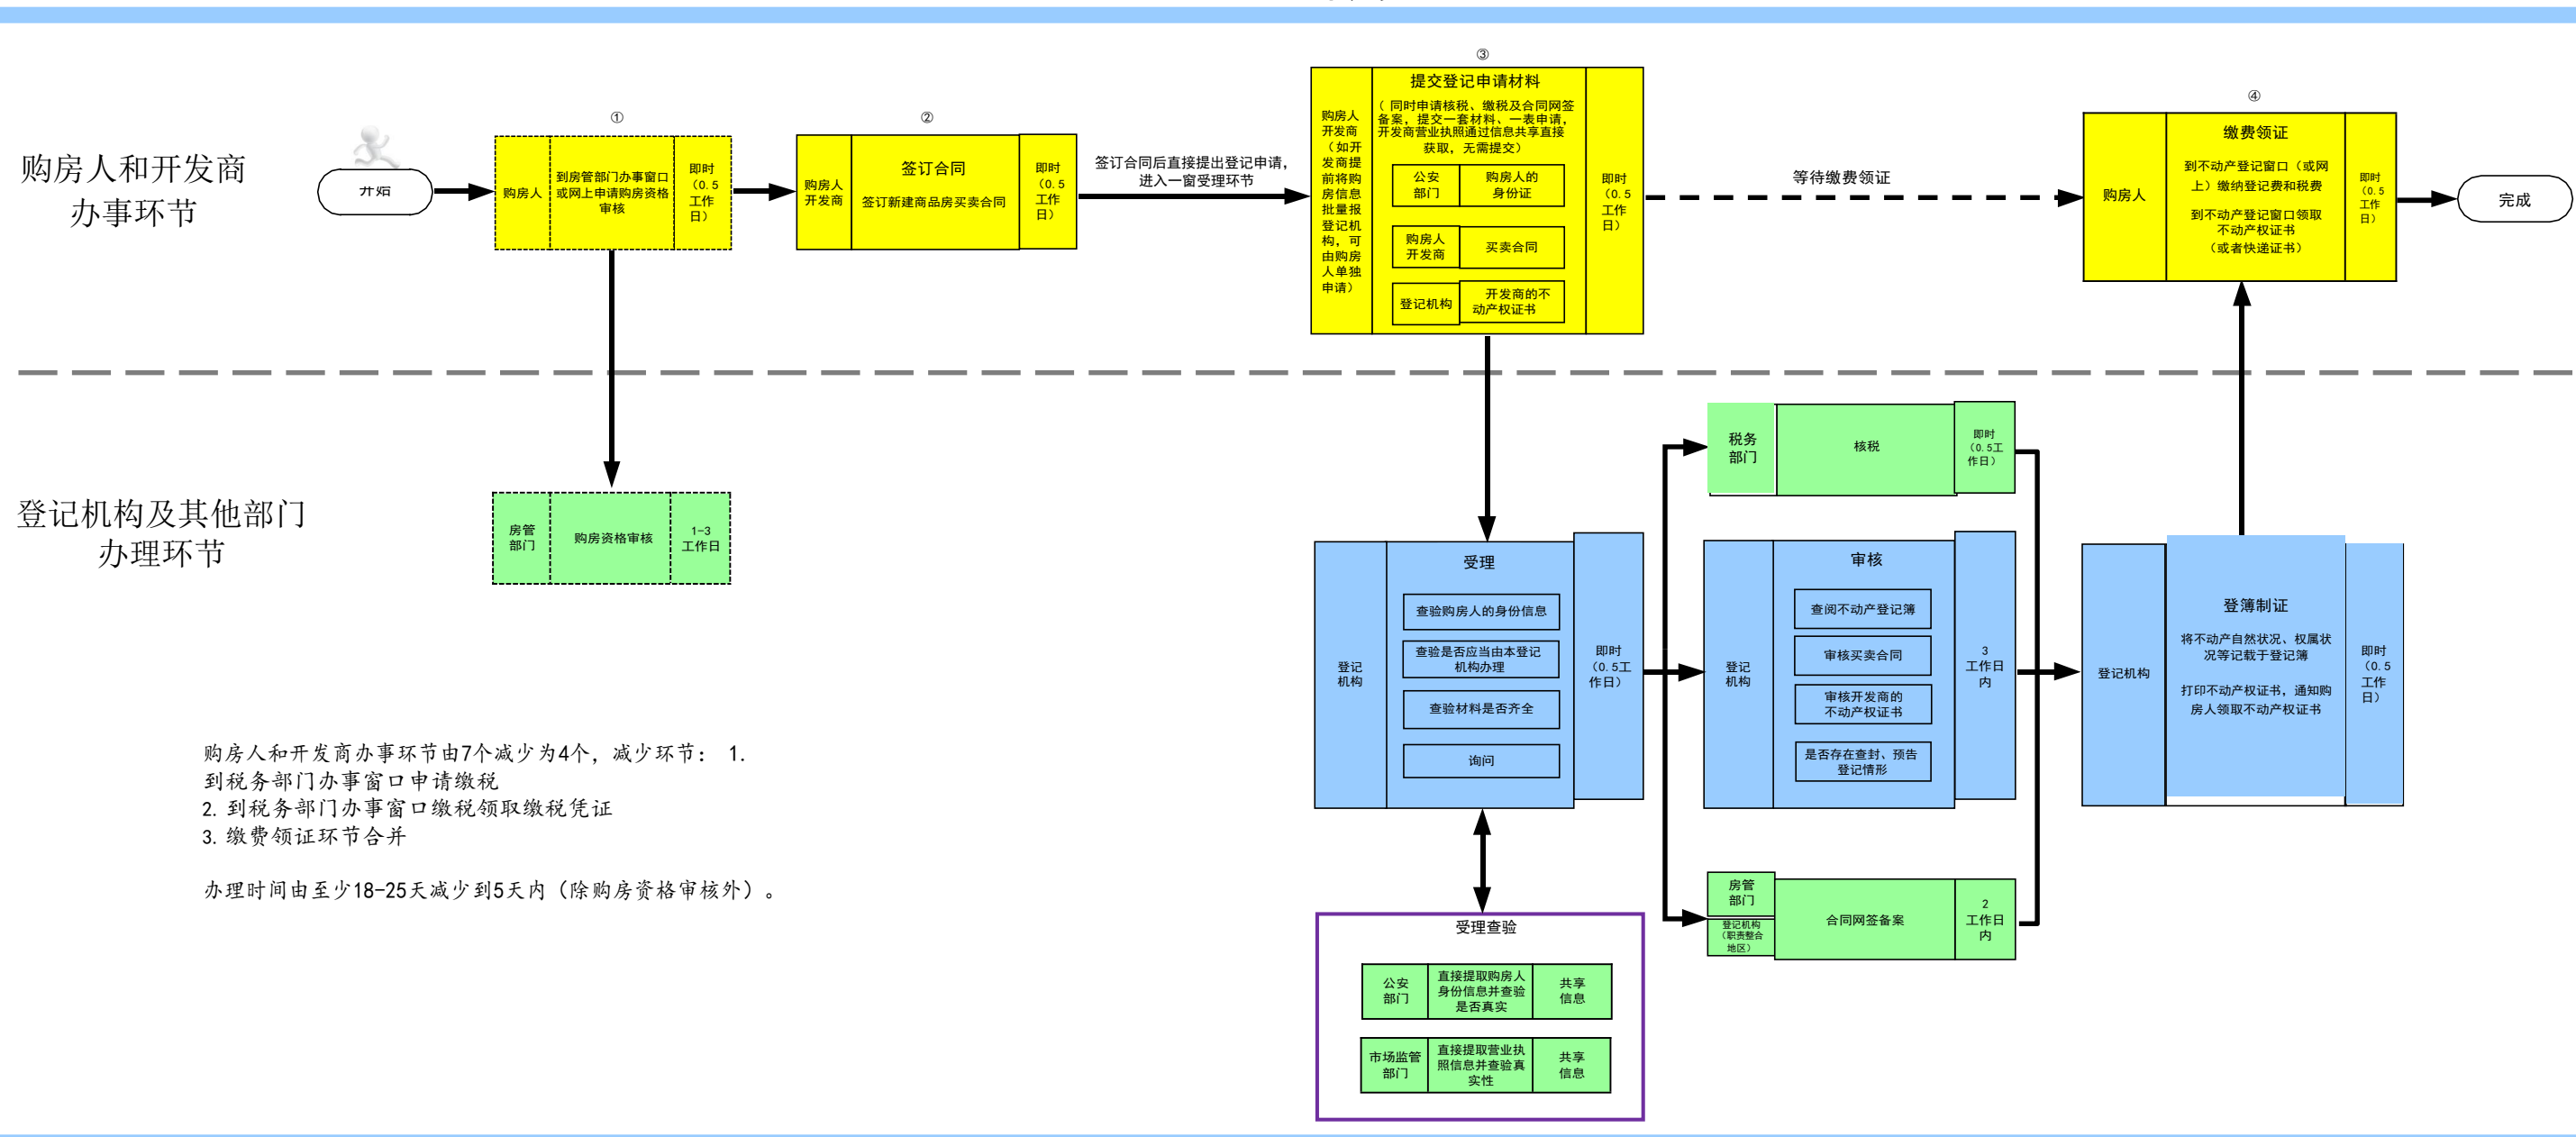 购房人和开发商
办事环节
开始
①
购房人
到房管部门办事窗口
或网上申请购房资格
审核
即时
（0.5
工作
日）
②
购房人
开发商
签订合同
签订新建商品房买卖合同
即时
（0.5
工作
日）
签订合同后直接提出登记申请，
进入一窗受理环节
③
购房人
开发商
（如开
发商提
前将购
房信息
批量报
登记机
构，可
由购房
人单独
申请）
提交登记申请材料
（ 同时申请核税、缴税及合同网签
备案，提交一套材料、一表申请，
开发商营业执照通过信息共享直接
获取，无需提交）
公安
部门
购房人的
身份证
购房人
开发商
买卖合同
登记机构
开发商的不
动产权证书
即时
（0.5
工作
日）
等待缴费领证
④
购房人
缴费领证
到不动产登记窗口（或网
上）缴纳登记费和税费
到不动产登记窗口领取
不动产权证书
（或者快递证书）
即时
（0.5
工作
日）
完成
登记机构及其他部门
办理环节
房管
部门
购房资格审核
1-3
工作日
登记
机构
受理
查验购房人的身份信息
查验是否应当由本登记
机构办理
查验材料是否齐全
询问
即时
（0.5工
作日）
税务
部门
核税
即时
（0.5工
作日）
登记
机构
审核
查阅不动产登记簿
审核买卖合同
审核开发商的
不动产权证书
是否存在查封、预告
登记情形
3
工作日
内
房管
部门
登记机构
（职责整合
地区）
合同网签备案
2
工作日
内
登记机构
登簿制证
将不动产自然状况、权属状
况等记载于登记簿
打印不动产权证书，通知购
房人领取不动产权证书
即时
（0.5
工作
日）
受理查验
公安
部门
直接提取购房人
身份信息并查验
是否真实
共享
信息
市场监管
部门
直接提取营业执
照信息并查验真
实性
共享
信息
购房人和开发商办事环节由7个减少为4个，减少环节： 1.
到税务部门办事窗口申请缴税
2. 到税务部门办事窗口缴税领取缴税凭证
3. 缴费领证环节合并
办理时间由至少18-25天减少到5天内（除购房资格审核外）。